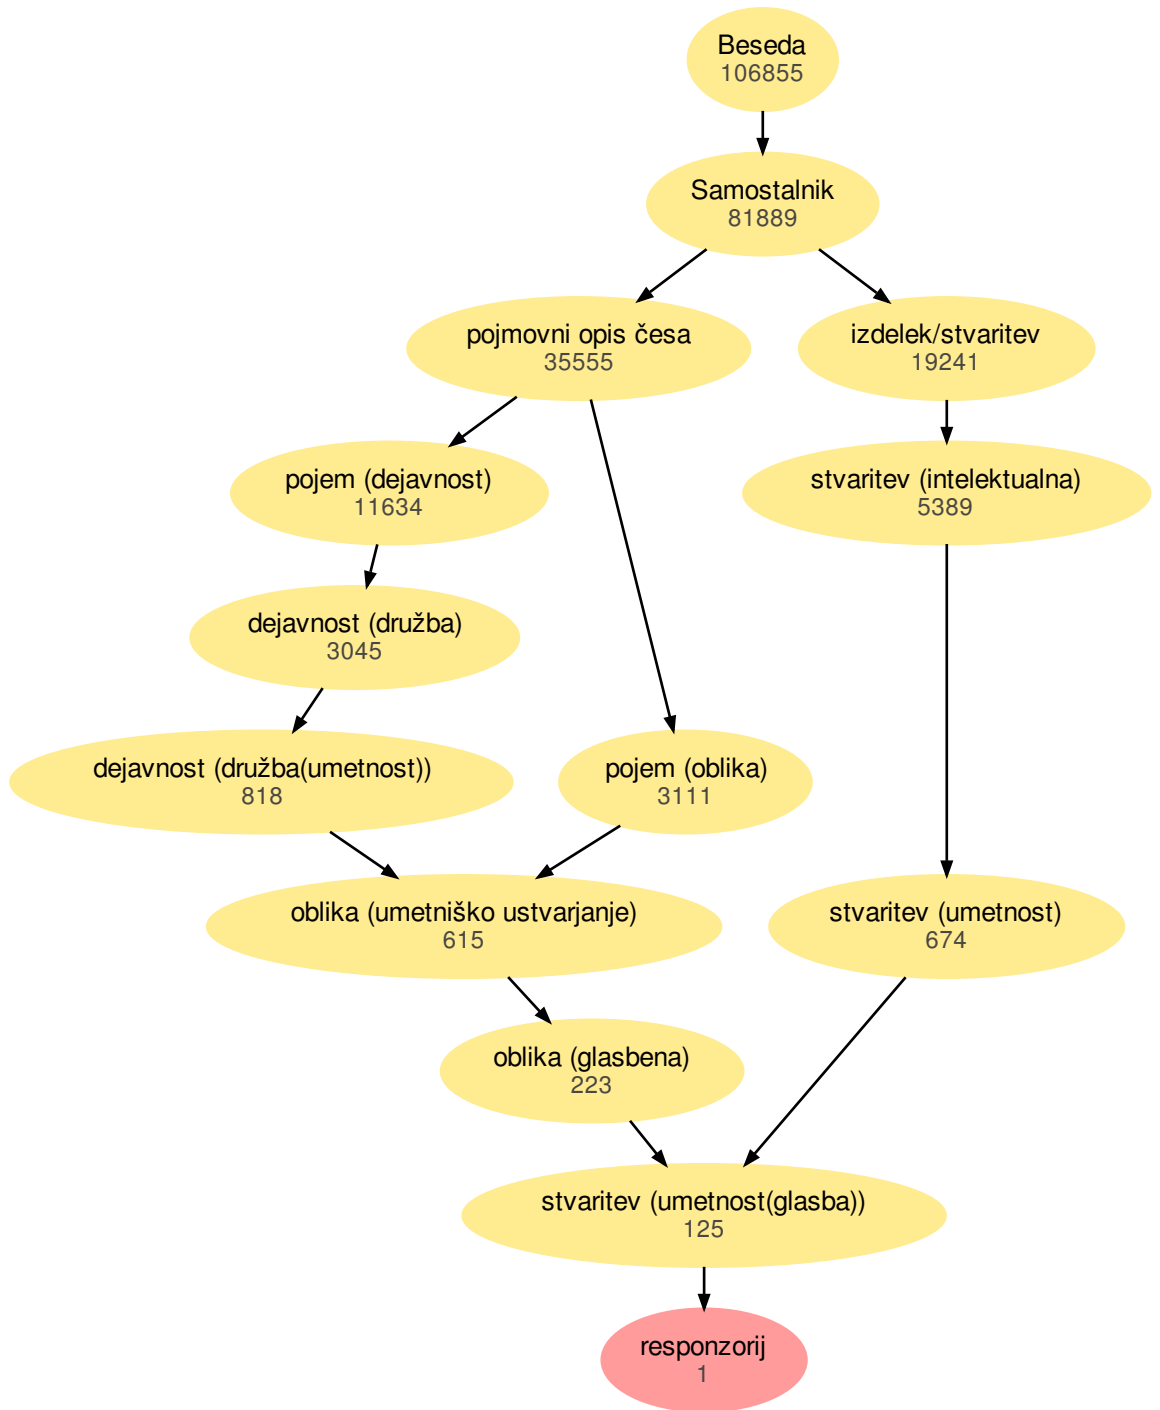 Beseda
106855
Samostalnik
81889
pojmovni opis česa
35555
izdelek/stvaritev
19241
pojem (dejavnost)
11634
stvaritev (intelektualna)
5389
dejavnost (družba)
3045
dejavnost (družba(umetnost))
818
pojem (oblika)
3111
oblika (umetniško ustvarjanje)
615
stvaritev (umetnost)
674
oblika (glasbena)
223
stvaritev (umetnost(glasba))
125
responzorij
1